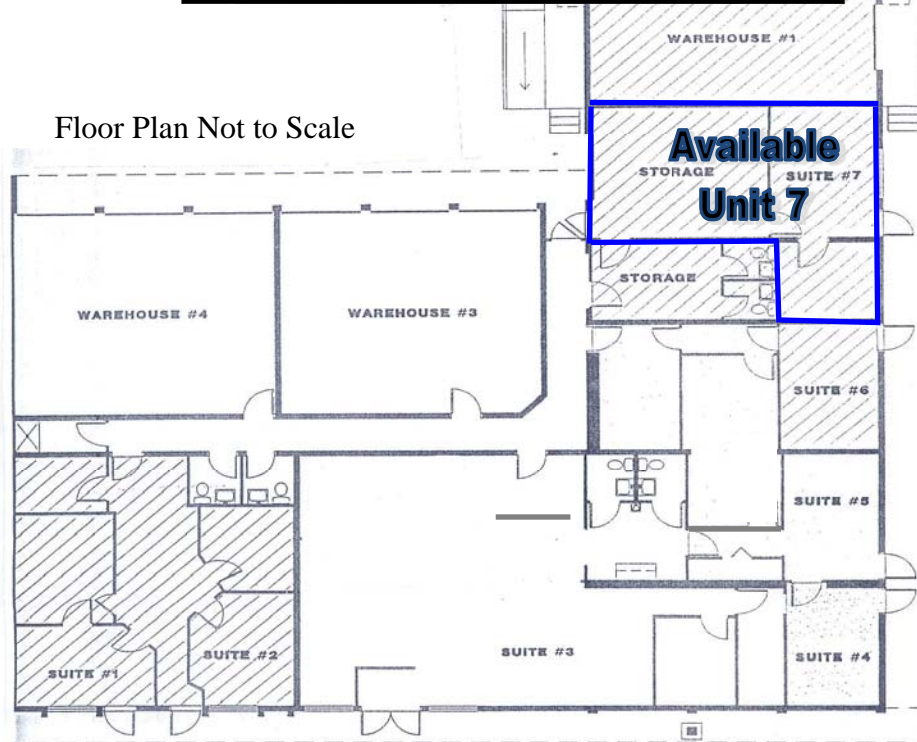 WAREHOUSE #1
Floor Plan Not to Scale
Available
STORAGE
SUITE #7
Unit 7
STORAGE
WAREHOUSE #4
WAREHOUSE #3
SUITE #6
SUITE #5
SUITE #3
SUITE #4
SUITE #2
SUITE #1